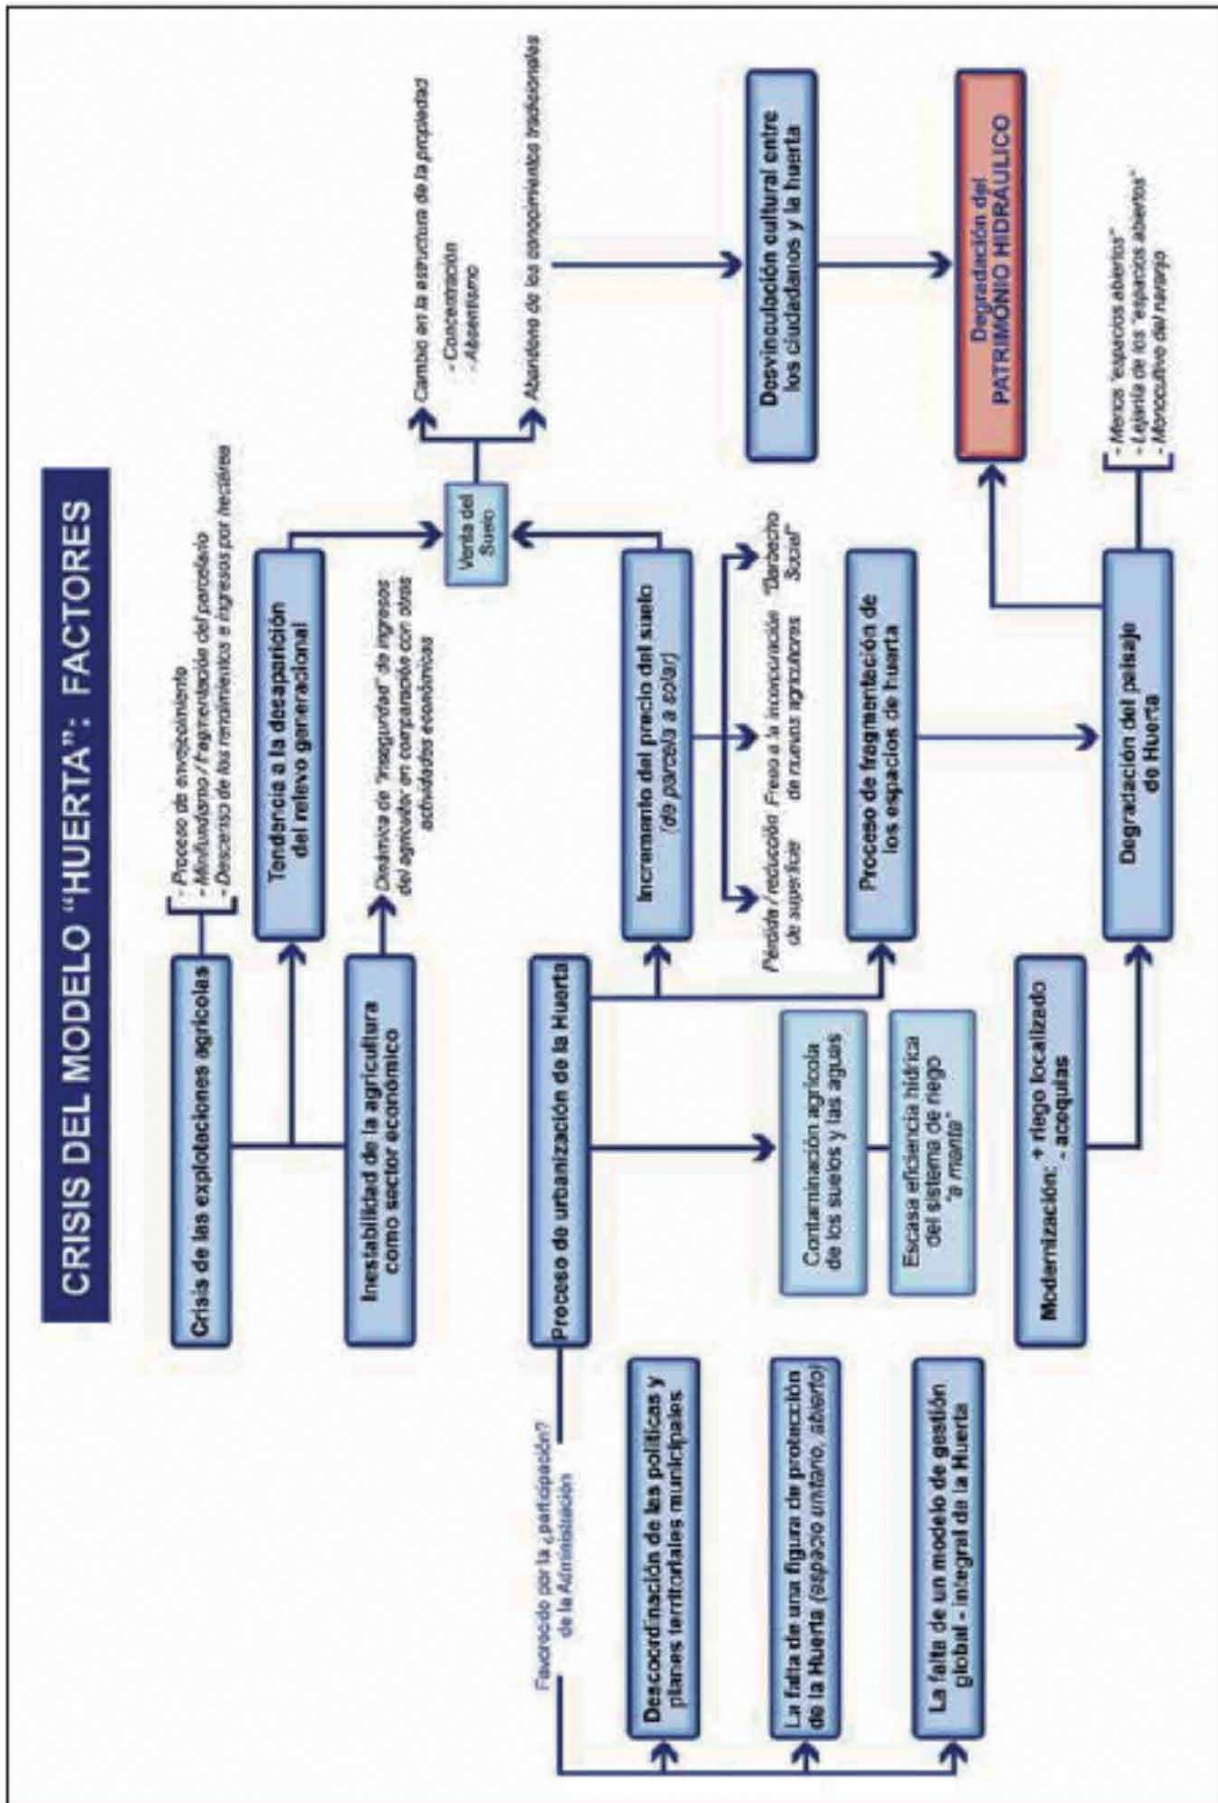 CRISIS DEL MODELO "HUERTA": FACTORES
Crisis de las explotaciones agrícolas
- Proceso de envejecimiento
- Minifundismo / fragmentación del parcelario
- Descenso de los rendimientos e ingresos por hectárea
Tendencia a la desaparición
del relevo generacional
Inestabilidad de la agricultura
como sector económico
Dinámica de "inseguridad" de ingresos
del agricultor en comparación con otras
actividades económicas
Venta del
Suelo
Cambio en la estructura de la propiedad
- Concentración
- Absentismo
Abandono de los conocimientos tradicionales
Favorecido por la ¿participación?
de la Administración
Proceso de urbanización de la Huerta
Incremento del precio del suelo
(de parcela a solar)
Pérdida / reducción
de superficie
Freno a la incorporación
de nuevos agricultores
"Barbecho
Social"
Descoordinación de las políticas y
planes territoriales municipales
La falta de una figura de protección
de la Huerta (espacio unitario, abierto)
La falta de un modelo de gestión
global - integral de la Huerta
Contaminación agrícola
de los suelos y las aguas
Escasa eficiencia hídrica
del sistema de riego
"a manta"
Proceso de fragmentación de
los espacios de huerta
Desvinculación cultural entre
los ciudadanos y la huerta
Degradación del
PATRIMONIO HIDRÁULICO
Modernización: + riego localizado
- acequias
Degradación del paisaje
de Huerta
- Menos "espacios abiertos"
- Lejanía de los "espacios abiertos"
- Monocultivo del naranjo